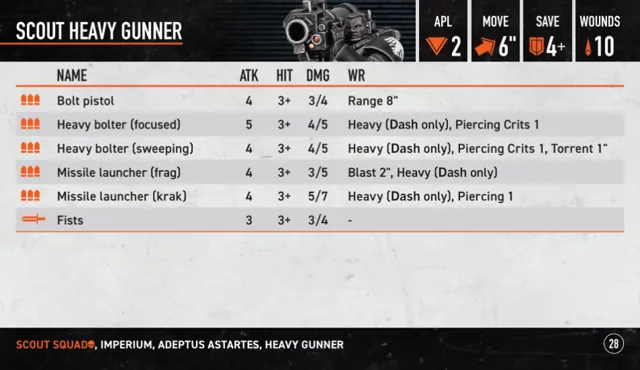 SCOUT HEAVY GUNNER
APL MOVE SAVE WOUNDS
2 6" 4+ 10
NAME ATK HIT DMG WR
Bolt pistol 4 3+ 3/4 Range 8"
Heavy bolter (focused) 5 3+ 4/5 Heavy (Dash only), Piercing Crits 1
Heavy bolter (sweeping) 4 3+ 4/5 Heavy (Dash only), Piercing Crits 1, Torrent 1"
Missile launcher (frag) 4 3+ 3/5 Blast 2", Heavy (Dash only)
Missile launcher (krak) 4 3+ 5/7 Heavy (Dash only), Piercing 1
Fists 3 3+ 3/4 -
SCOUT SQUAD, IMPERIUM, ADEPTUS ASTARTES, HEAVY GUNNER
28